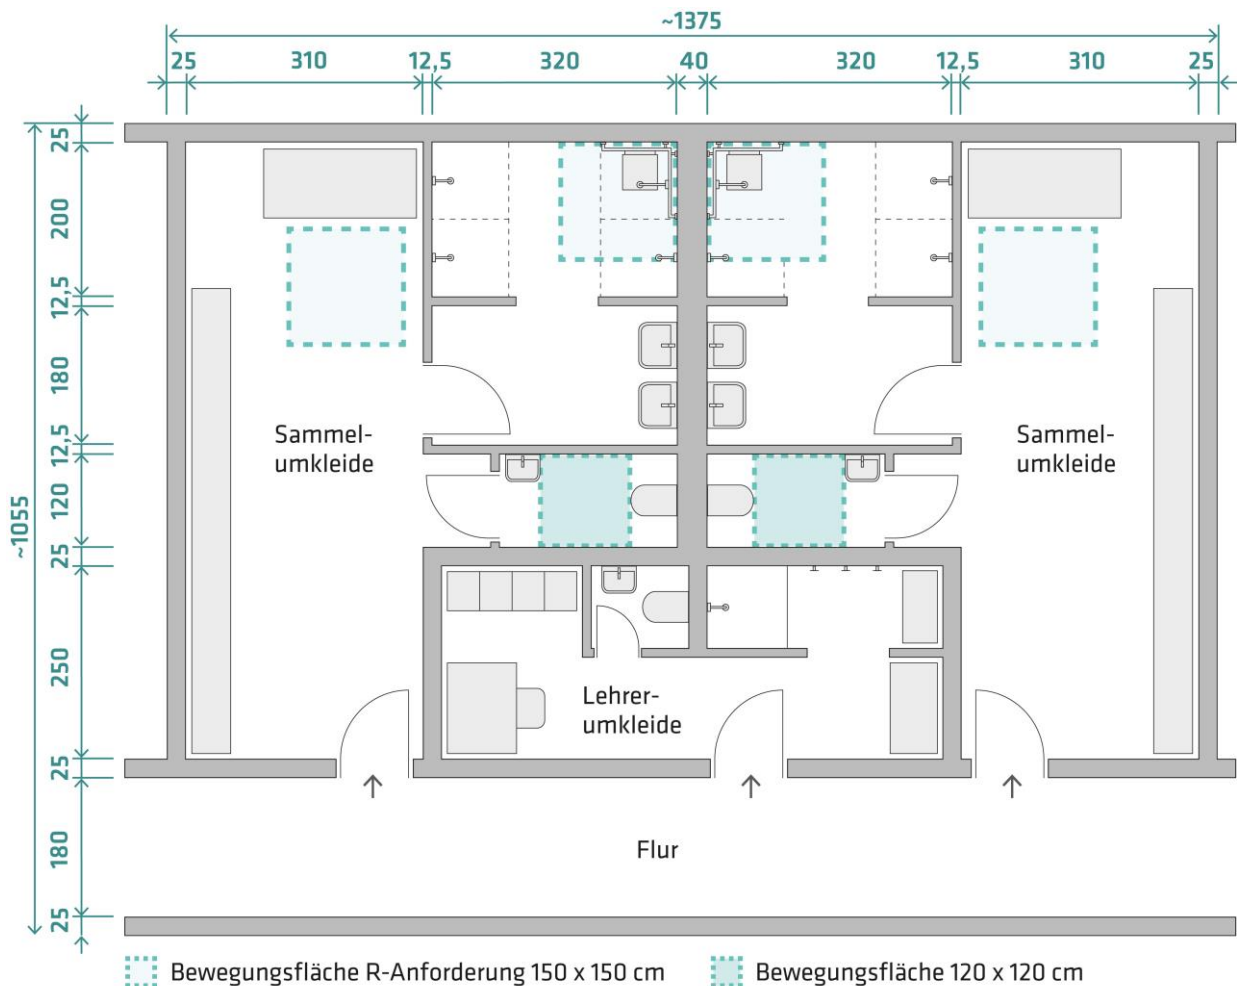 ~1375
25 310 12,5 320 40 320 12,5 310 25
~1055
25
200
12,5
180
12,5
120
25
250
25
180
25
Sammel-
umkleide
Sammel-
umkleide
Lehrer-
umkleide
Flur
Bewegungsfläche R-Anforderung 150 x 150 cm
Bewegungsfläche 120 x 120 cm